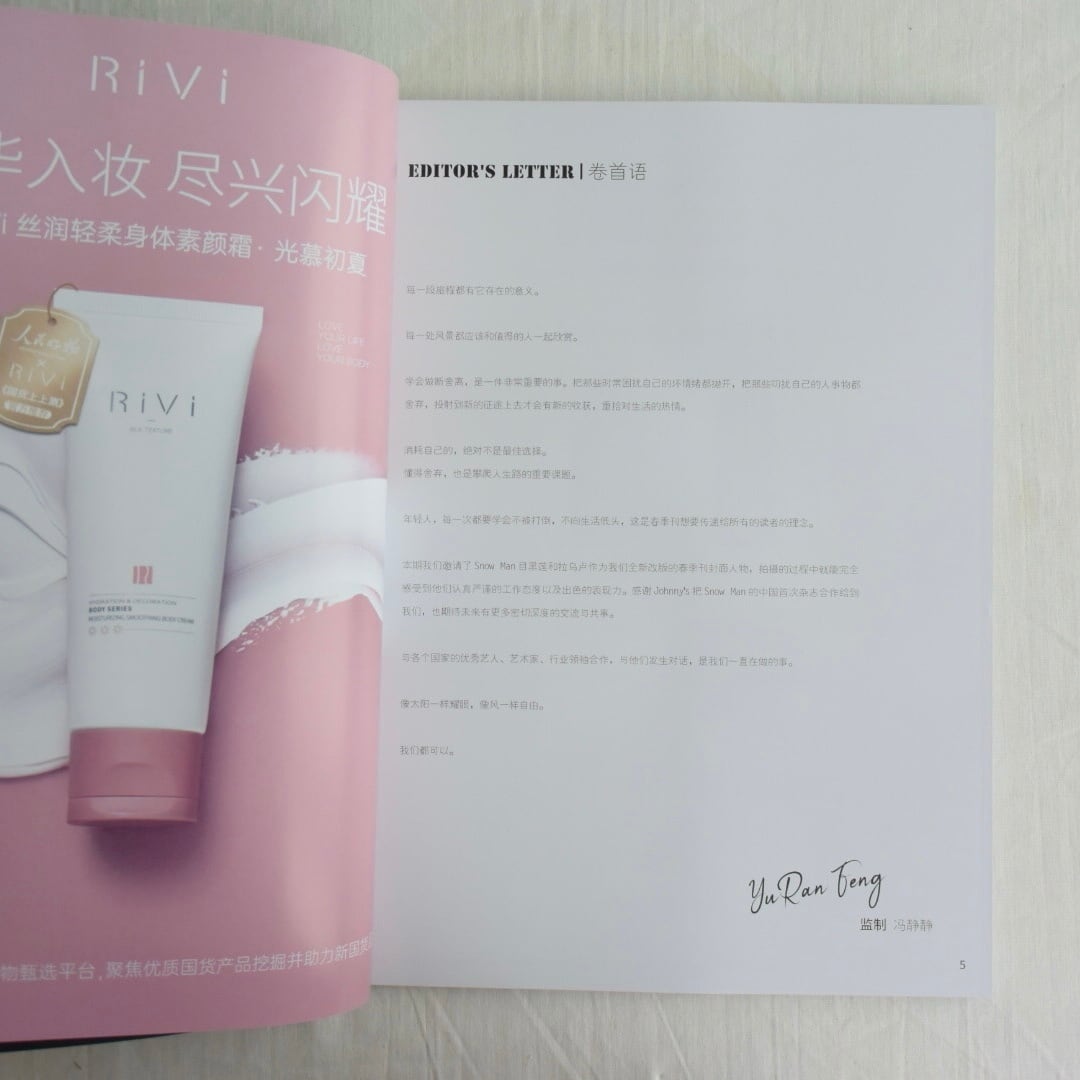 RiVi
华入妆 尽兴闪耀
丝润轻柔身体素颜霜·光慕初夏
LOVE
YOUR LIFE
LOVE
YOUR BODY
人民好物
×
RiVi
《国货上上潮》
官方推荐
RiVi
SILK TEXTURE
HYDRATION & DECORATION
BODY SERIES
MOISTURIZING SMOOTHING BODY CREAM
物甄选平台,聚焦优质国货产品挖掘并助力新国货
EDITOR'S LETTER | 卷首语
每一段旅程都有它存在的意义。
每一处风景都应该和值得的人一起欣赏。
学会做断舍离，是一件非常重要的事。把那些时常困扰自己的坏情绪都抛开，把那些叨扰自己的人事物都
舍弃，投射到新的征途上去才会有新的收获，重拾对生活的热情。
消耗自己的，绝对不是最佳选择。
懂得舍弃，也是攀爬人生路的重要课题。
年轻人，每一次都要学会不被打倒，不向生活低头，这是春季刊想要传递给所有的读者的理念。
本期我们邀请了 Snow Man 目黑莲和拉乌卢作为我们全新改版的春季刊封面人物，拍摄的过程中就能完全
感受到他们认真严谨的工作态度以及出色的表现力。感谢 Johnny's 把 Snow Man 的中国首次杂志合作给到
我们，也期待未来有更多密切深度的交流与共事。
与各个国家的优秀艺人、艺术家、行业领袖合作，与他们发生对话，是我们一直在做的事。
像太阳一样耀眼，像风一样自由。
我们都可以。
YuRan Feng
监制 冯静静
5